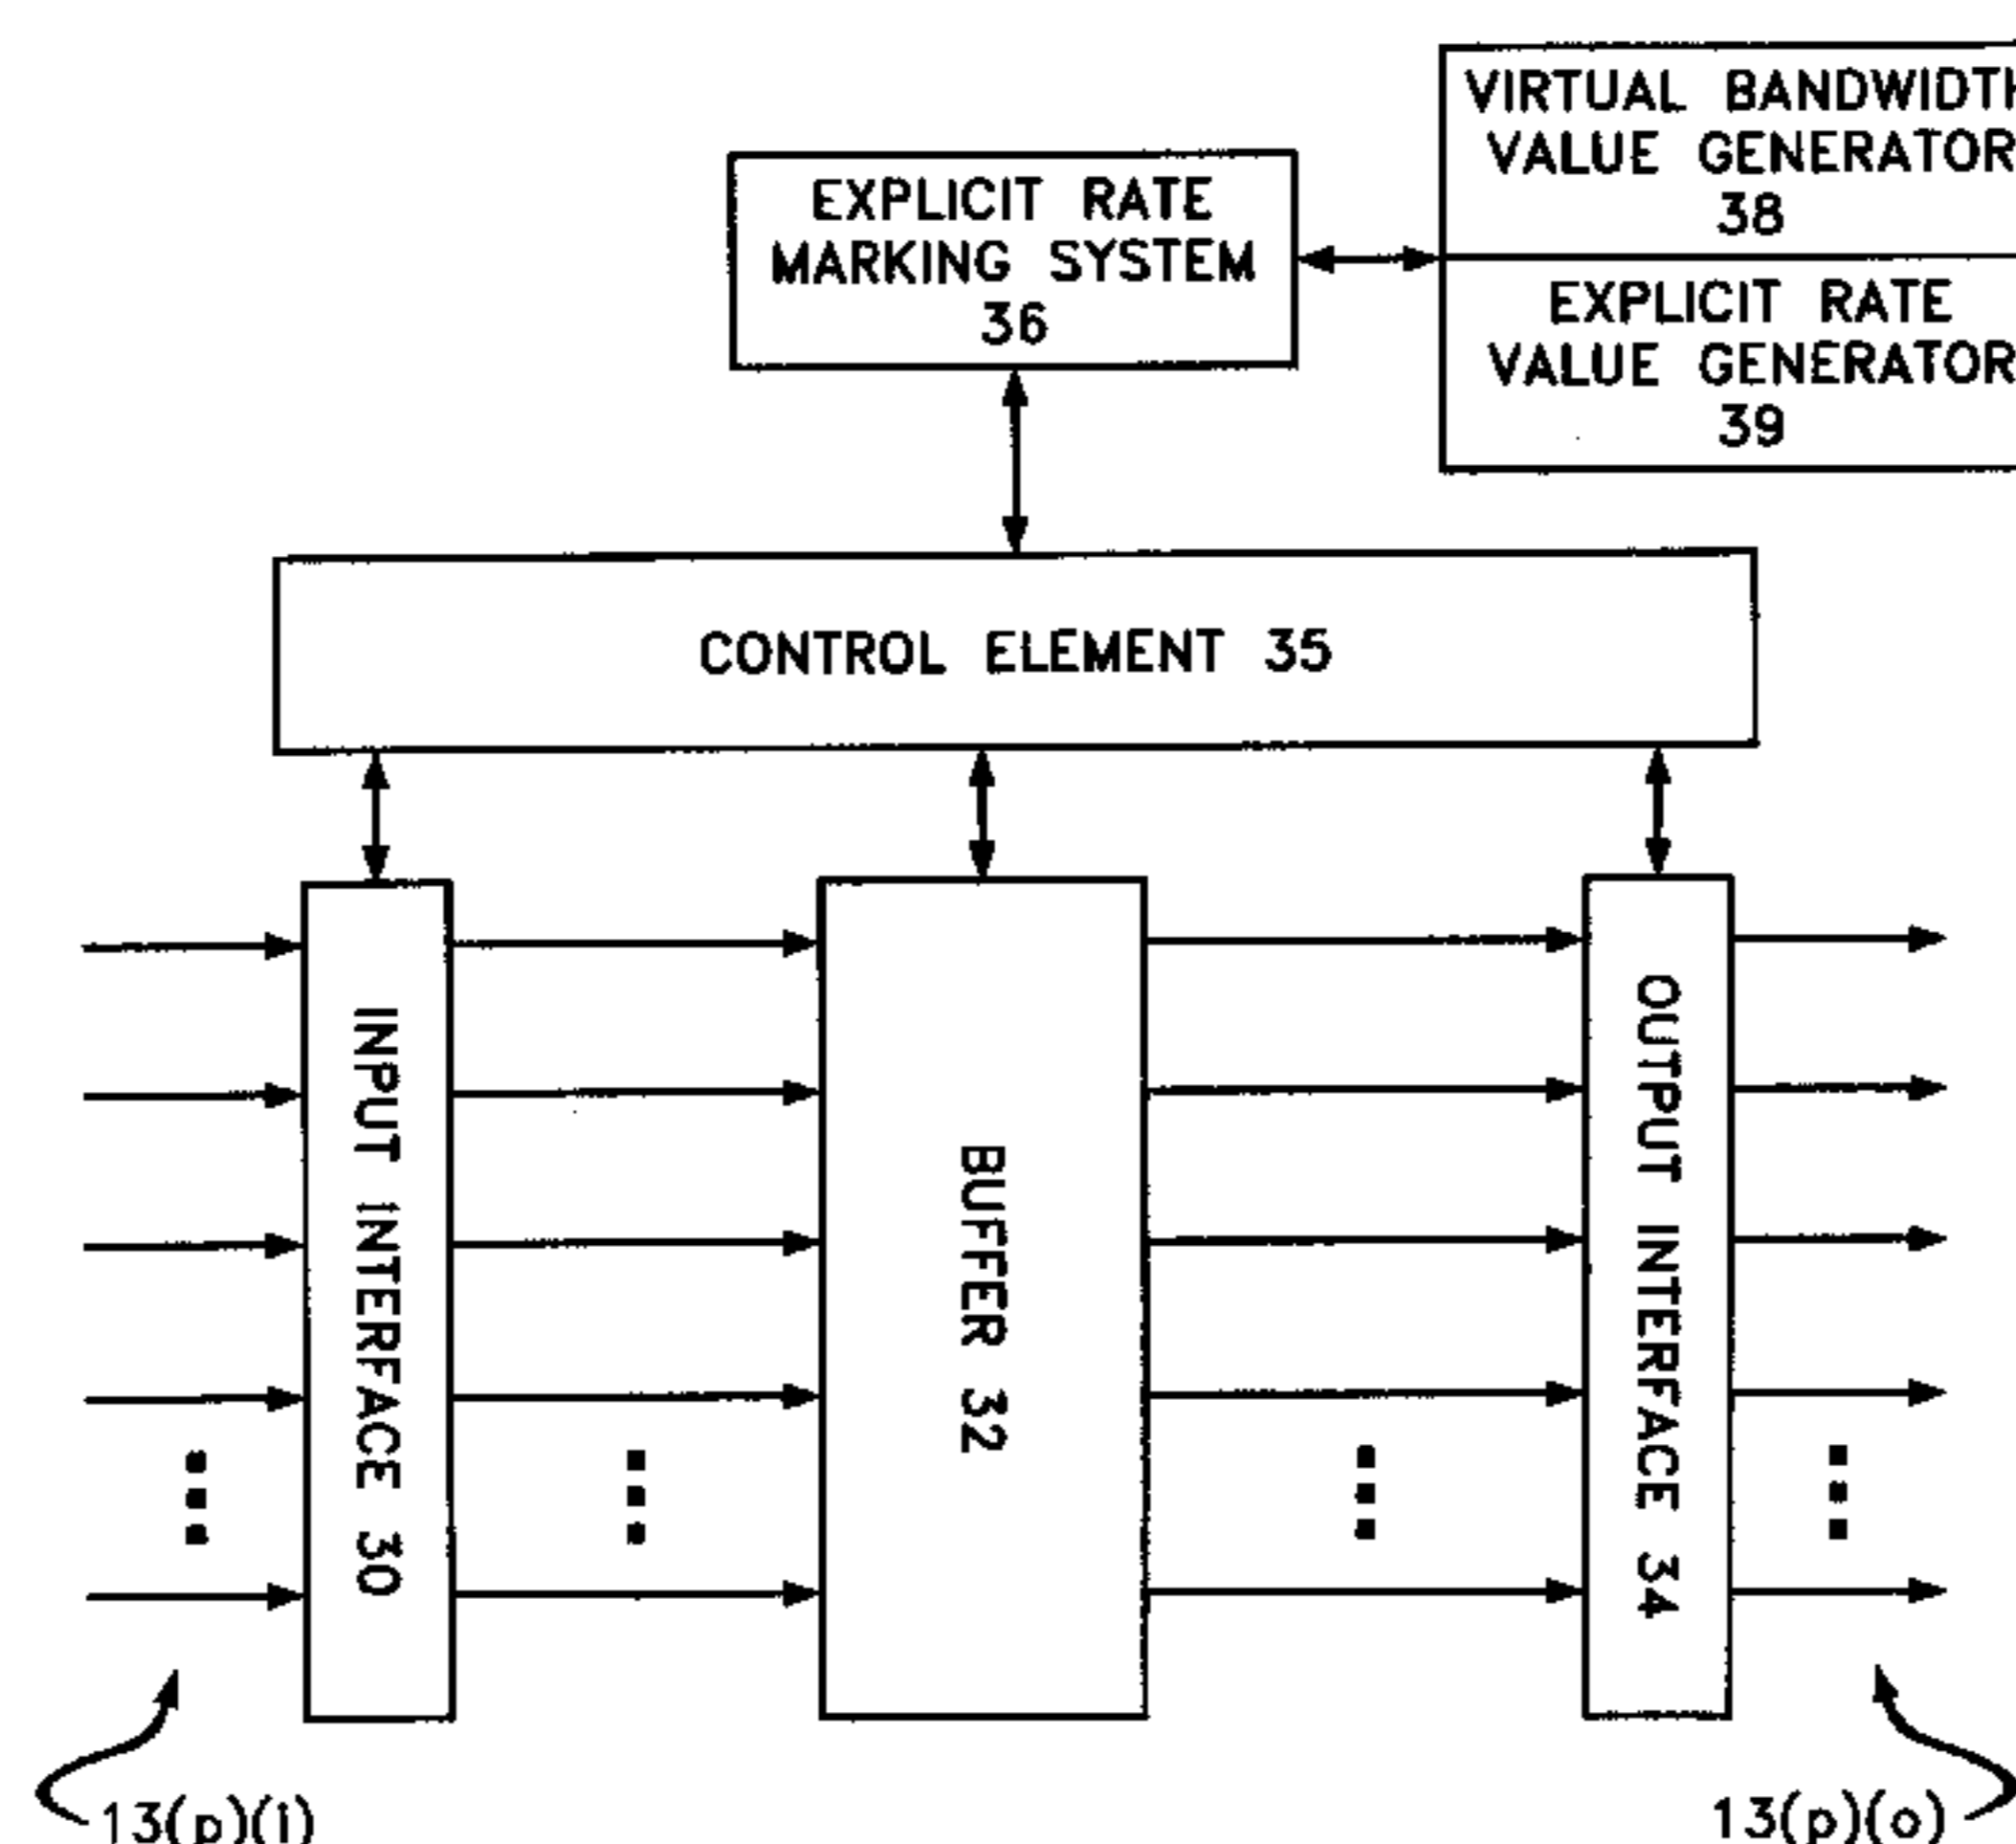 VIRTUAL BANDWIDTH
VALUE GENERATOR
38
EXPLICIT RATE
MARKING SYSTEM
36
EXPLICIT RATE
VALUE GENERATOR
39
CONTROL ELEMENT 35
INPUT INTERFACE 30
BUFFER 32
OUTPUT INTERFACE 34
13(p)(i)
13(p)(o)